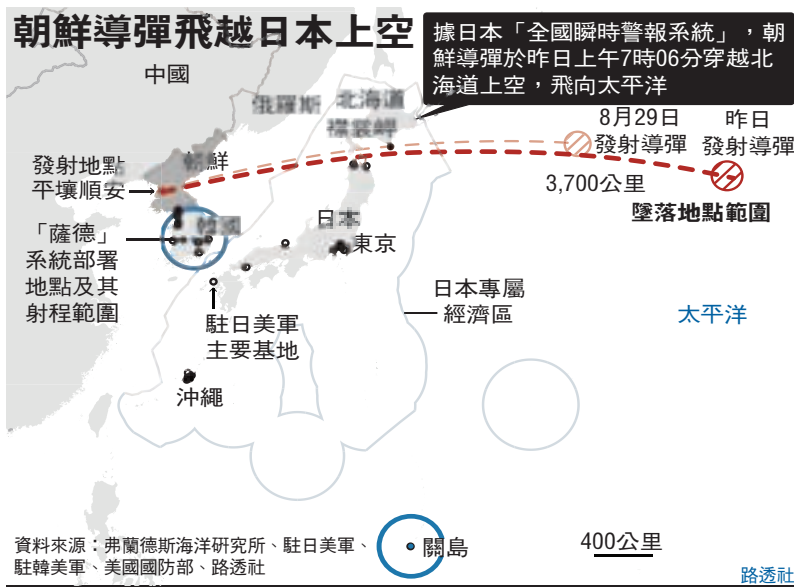 朝鮮導彈飛越日本上空
據日本「全國瞬時警報系統」，朝
鮮導彈於昨日上午7時06分穿越北
海道上空，飛向太平洋
中國
俄羅斯
北海道
襟裳岬
8月29日
發射導彈
昨日
發射導彈
朝鮮
發射地點
平壤順安
3,700公里
墜落地點範圍
「薩德」
系統部署
地點及其
射程範圍
韓國
日本
東京
日本專屬
經濟區
太平洋
駐日美軍
主要基地
沖繩
資料來源：弗蘭德斯海洋研究所、駐日美軍、
駐韓美軍、美國國防部、路透社
關島
400公里
路透社